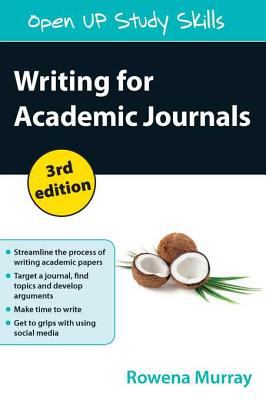 Open UP Study Skills
Writing for
Academic Journals
3rd
edition
• Streamline the process of
writing academic papers
• Target a journal, find
topics and develop
arguments
• Make time to write
• Get to grips with using
social media
Rowena Murray